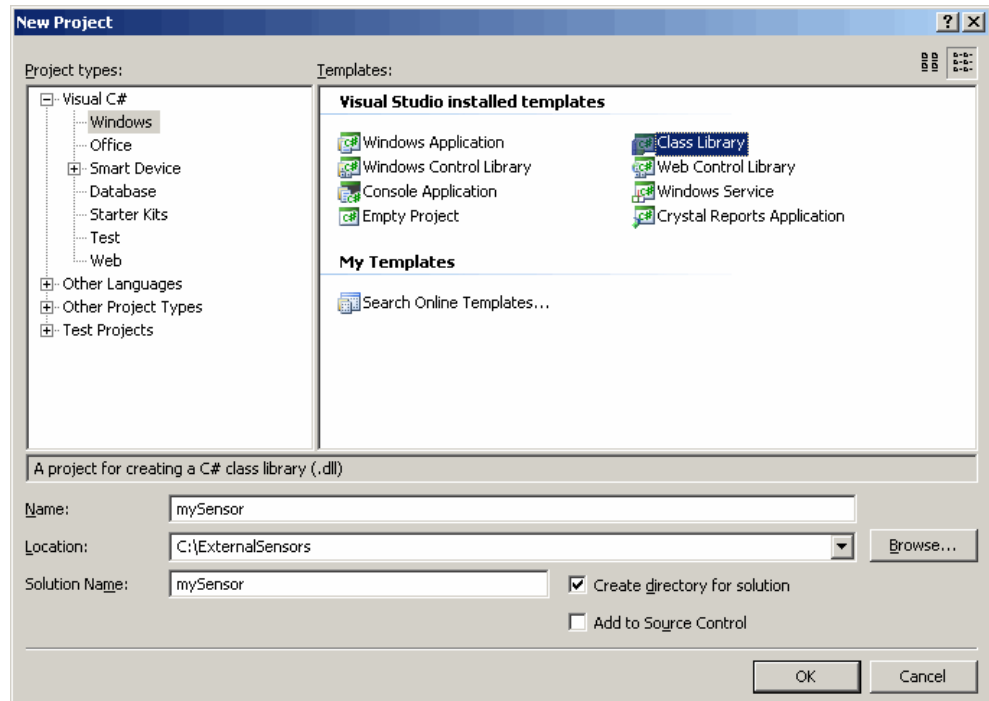 New Project
Project types:
Templates:
Visual C#
Windows
Office
Smart Device
Database
Starter Kits
Test
Web
Other Languages
Other Project Types
Test Projects
Visual Studio installed templates
Windows Application
Class Library
Windows Control Library
Web Control Library
Console Application
Windows Service
Empty Project
Crystal Reports Application
My Templates
Search Online Templates...
A project for creating a C# class library (.dll)
Name:
mySensor
Location:
C:\ExternalSensors
Browse...
Solution Name:
mySensor
Create directory for solution
Add to Source Control
OK
Cancel